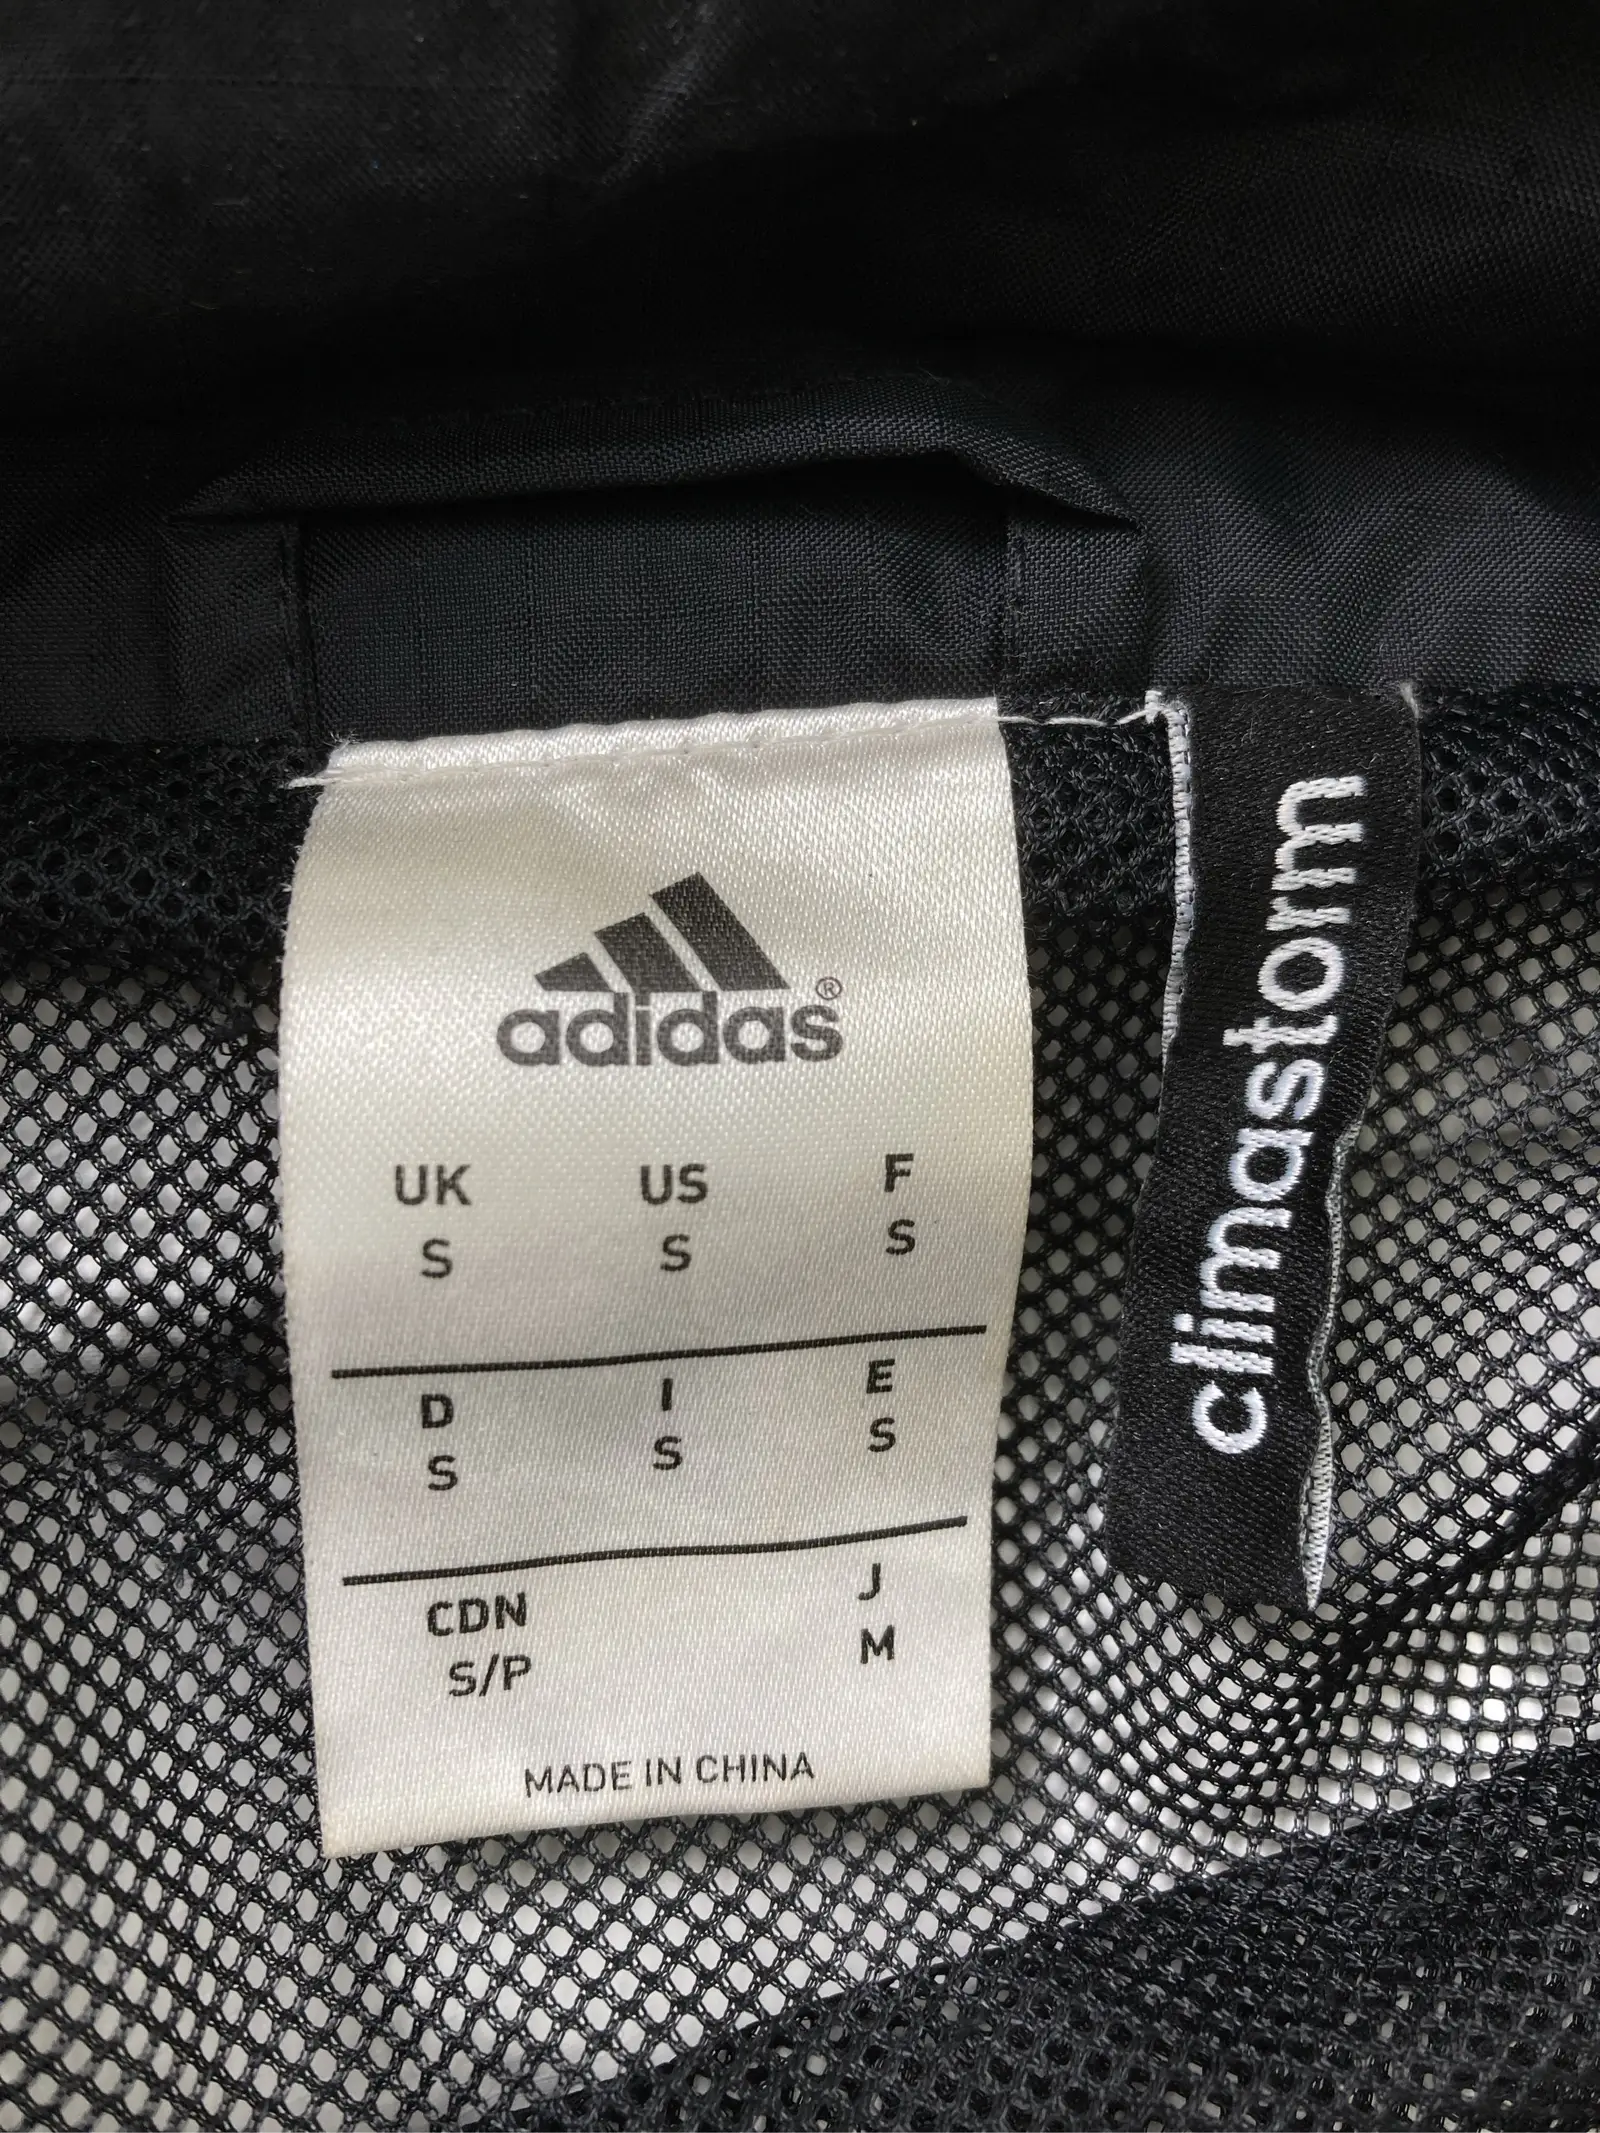 adidas®
UK US F
S S S
D I E
S S S
CDN J
S/P M
MADE IN CHINA
climastorm